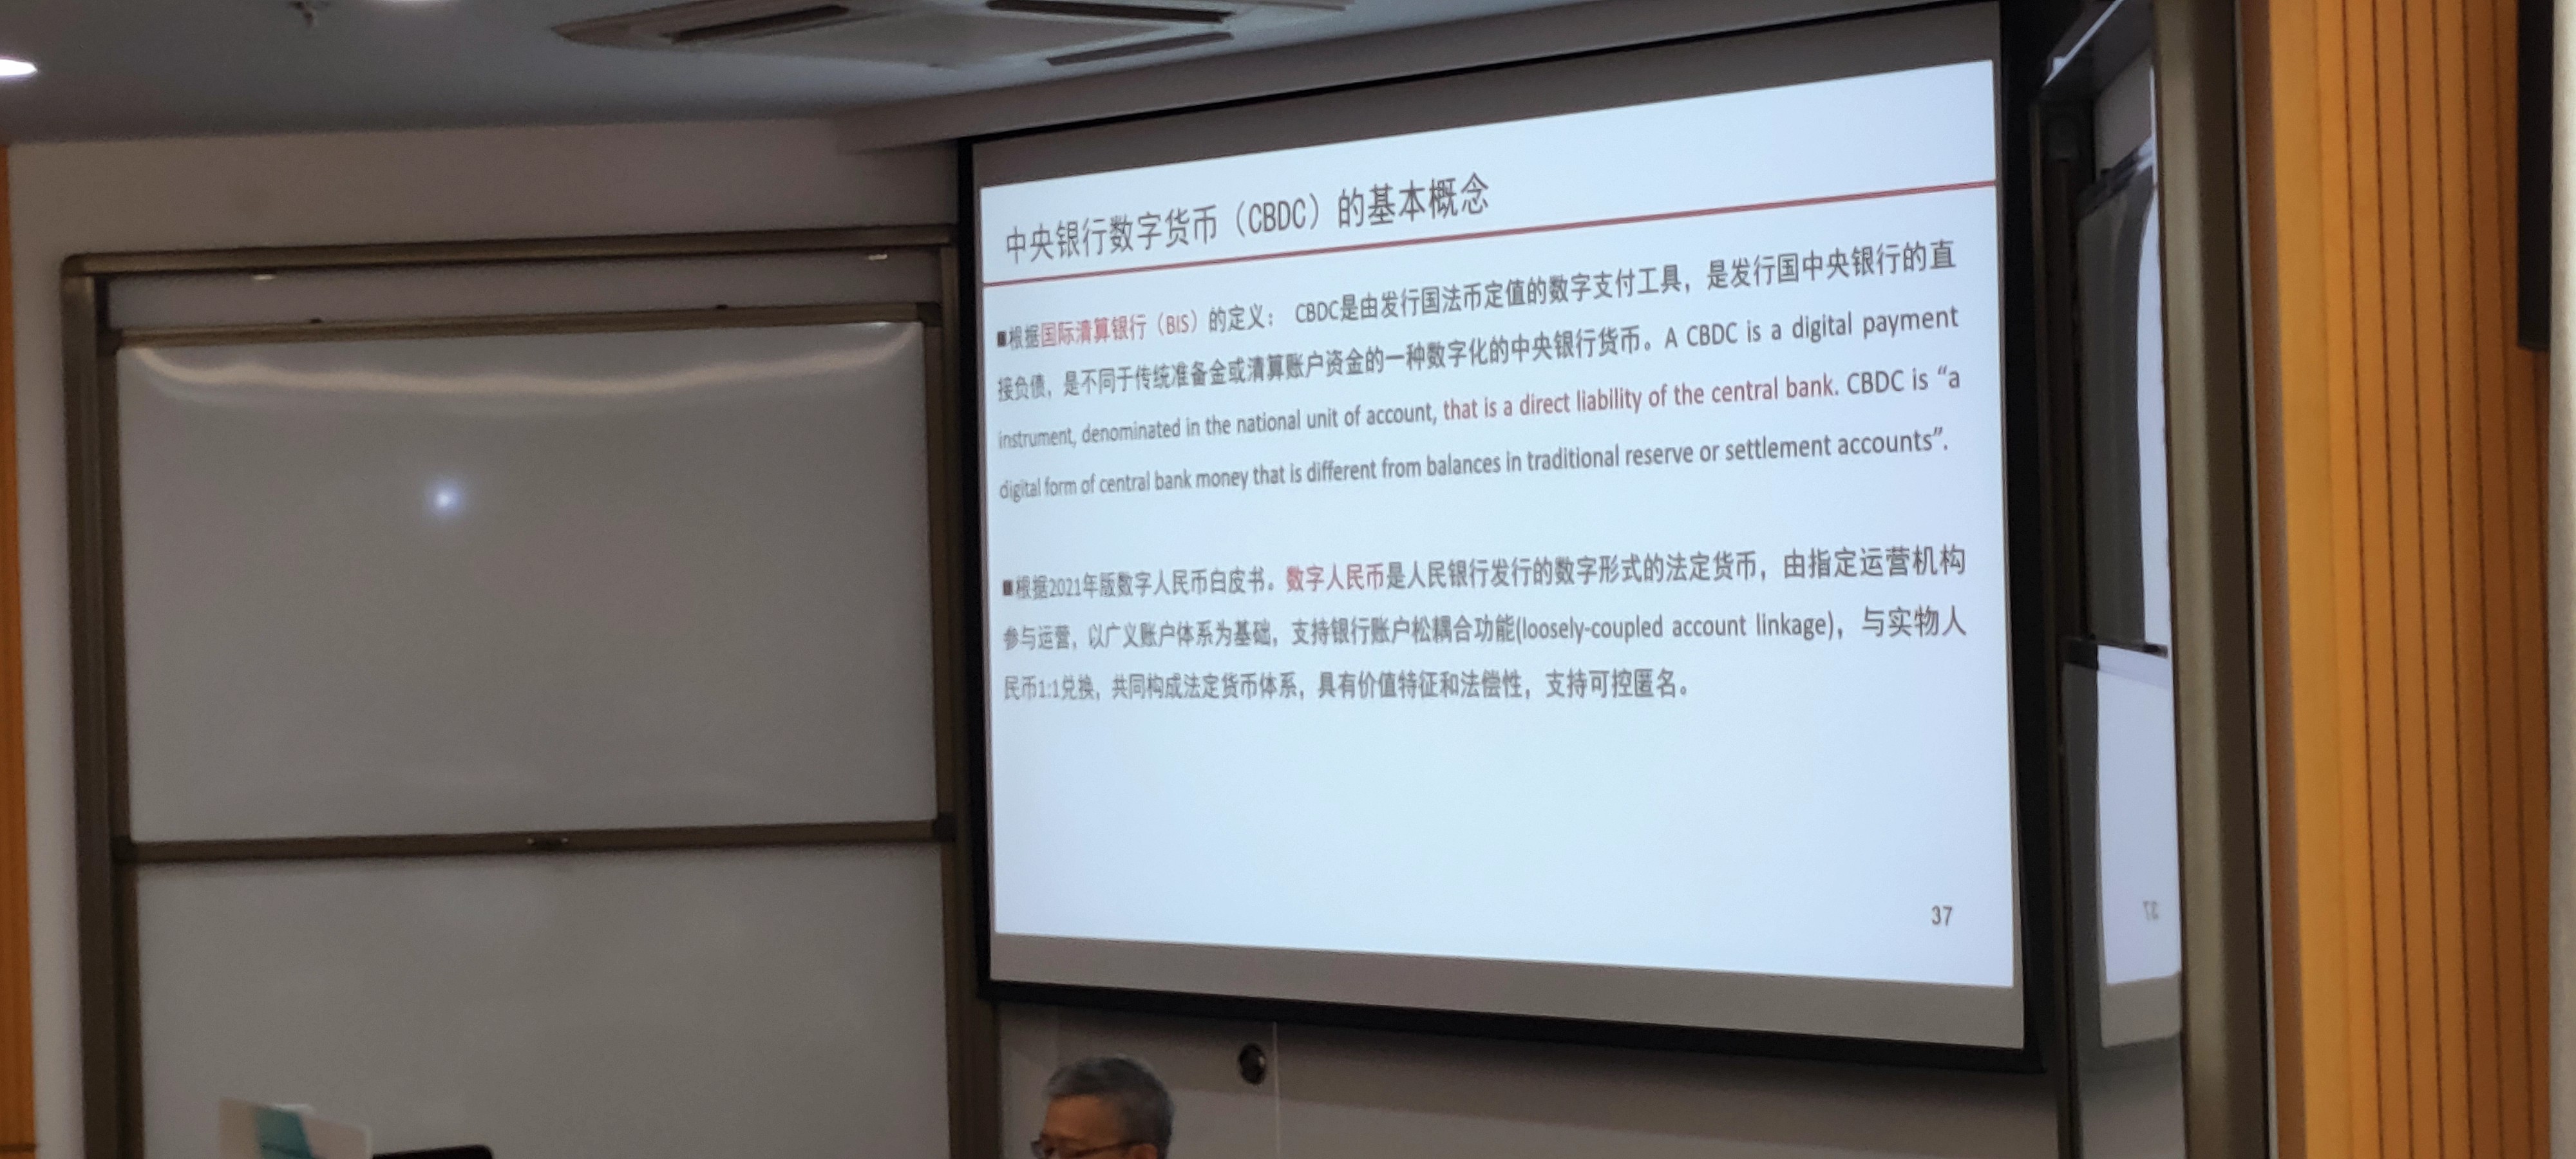 中央银行数字货币（CBDC）的基本概念
■根据国际清算银行（BIS）的定义： CBDC是由发行国法币定值的数字支付工具，是发行国中央银行的直
接负债，是不同于传统准备金或清算账户资金的一种数字化的中央银行货币。A CBDC is a digital payment
instrument, denominated in the national unit of account, that is a direct liability of the central bank. CBDC is “a
digital form of central bank money that is different from balances in traditional reserve or settlement accounts”.
■根据2021年版数字人民币白皮书。数字人民币是人民银行发行的数字形式的法定货币，由指定运营机构
参与运营，以广义账户体系为基础，支持银行账户松耦合功能(loosely-coupled account linkage)，与实物人
民币1:1兑换，共同构成法定货币体系，具有价值特征和法偿性，支持可控匿名。
37